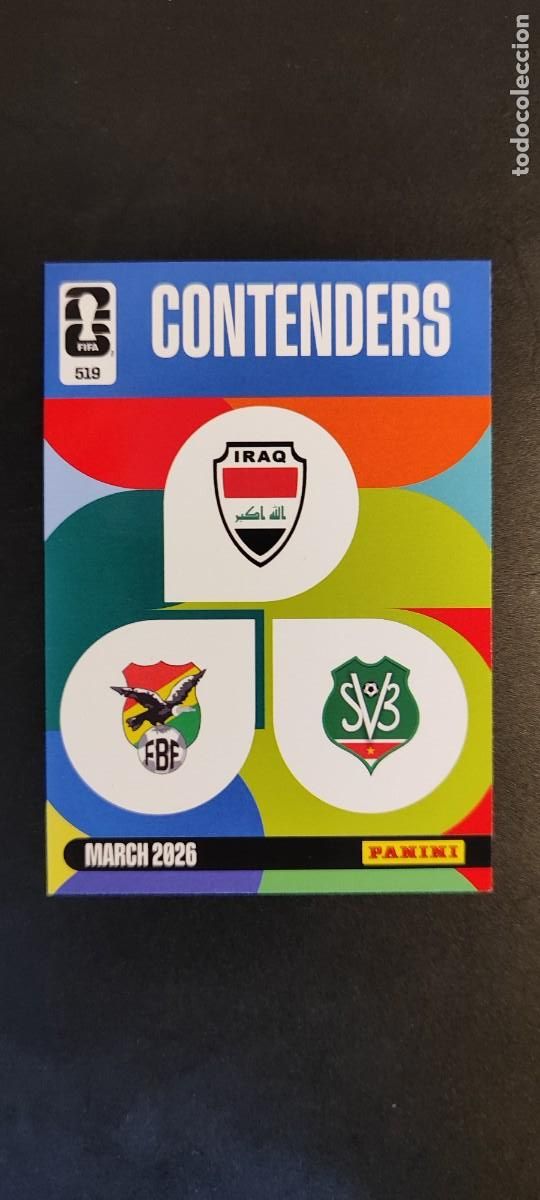 todocoleccion
CONTENDERS
FIFA
519
IRAQ
الله اكبر
FBF
SVB
MARCH 2026
PANINI